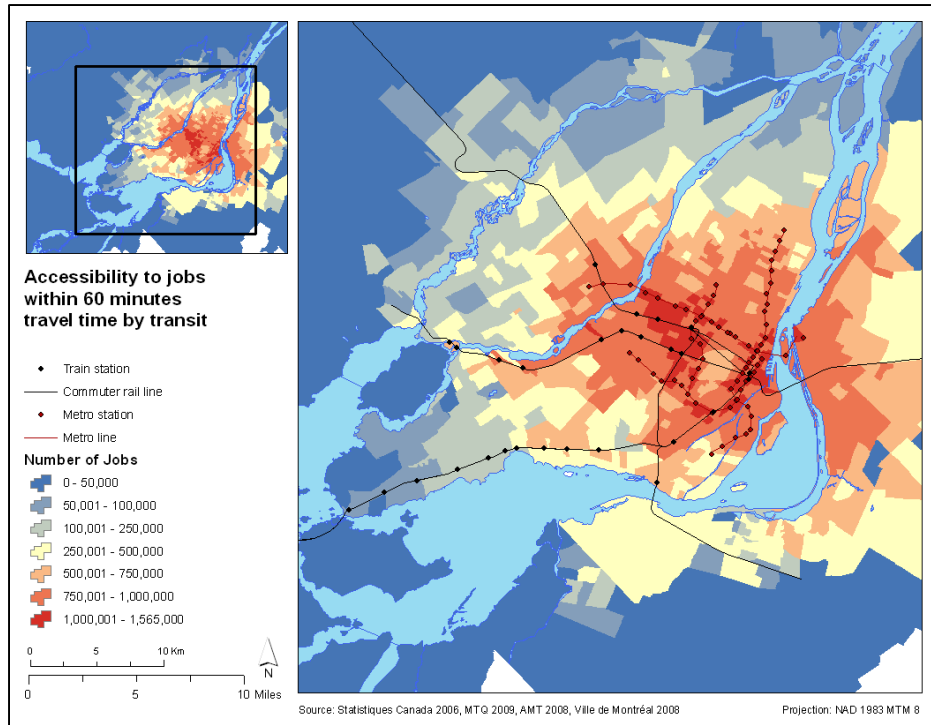 Accessibility to jobs
within 60 minutes
travel time by transit
Train station
Commuter rail line
Metro station
Metro line
Number of Jobs
0 - 50,000
50,001 - 100,000
100,001 - 250,000
250,001 - 500,000
500,001 - 750,000
750,001 - 1,000,000
1,000,001 - 1,565,000
0 5 10 Km
N
0 5 10 Miles
Source: Statistiques Canada 2006, MTQ 2009, AMT 2008, Ville de Montréal 2008
Projection: NAD 1983 MTM 8